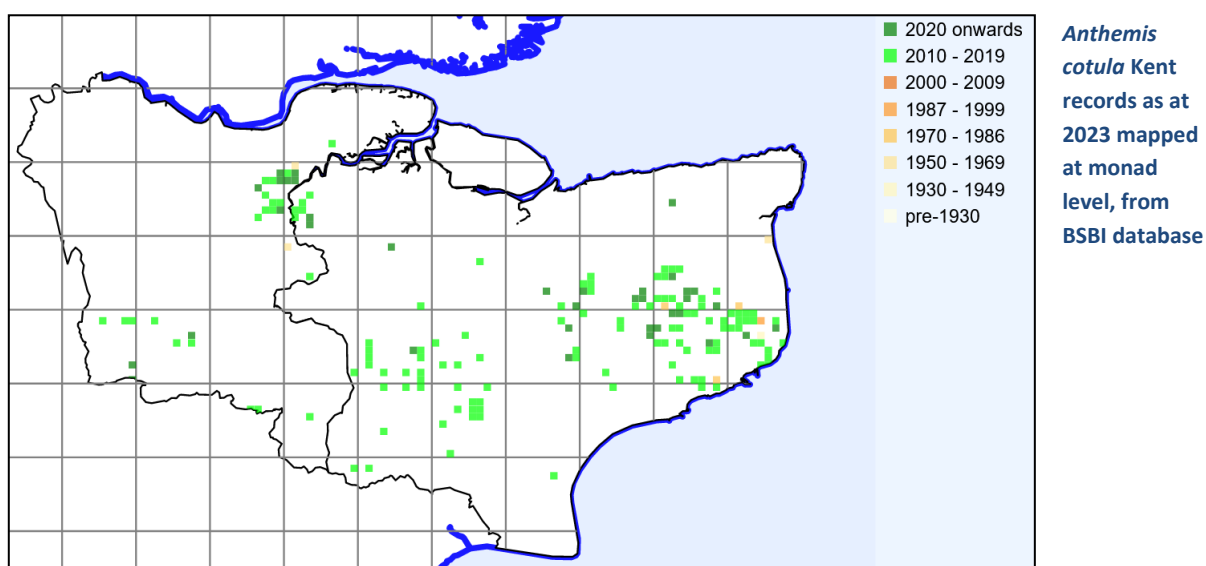 2020 onwards
2010 - 2019
2000 - 2009
1987 - 1999
1970 - 1986
1950 - 1969
1930 - 1949
pre-1930
Anthemis
cotula Kent
records as at
2023 mapped
at monad
level, from
BSBI database